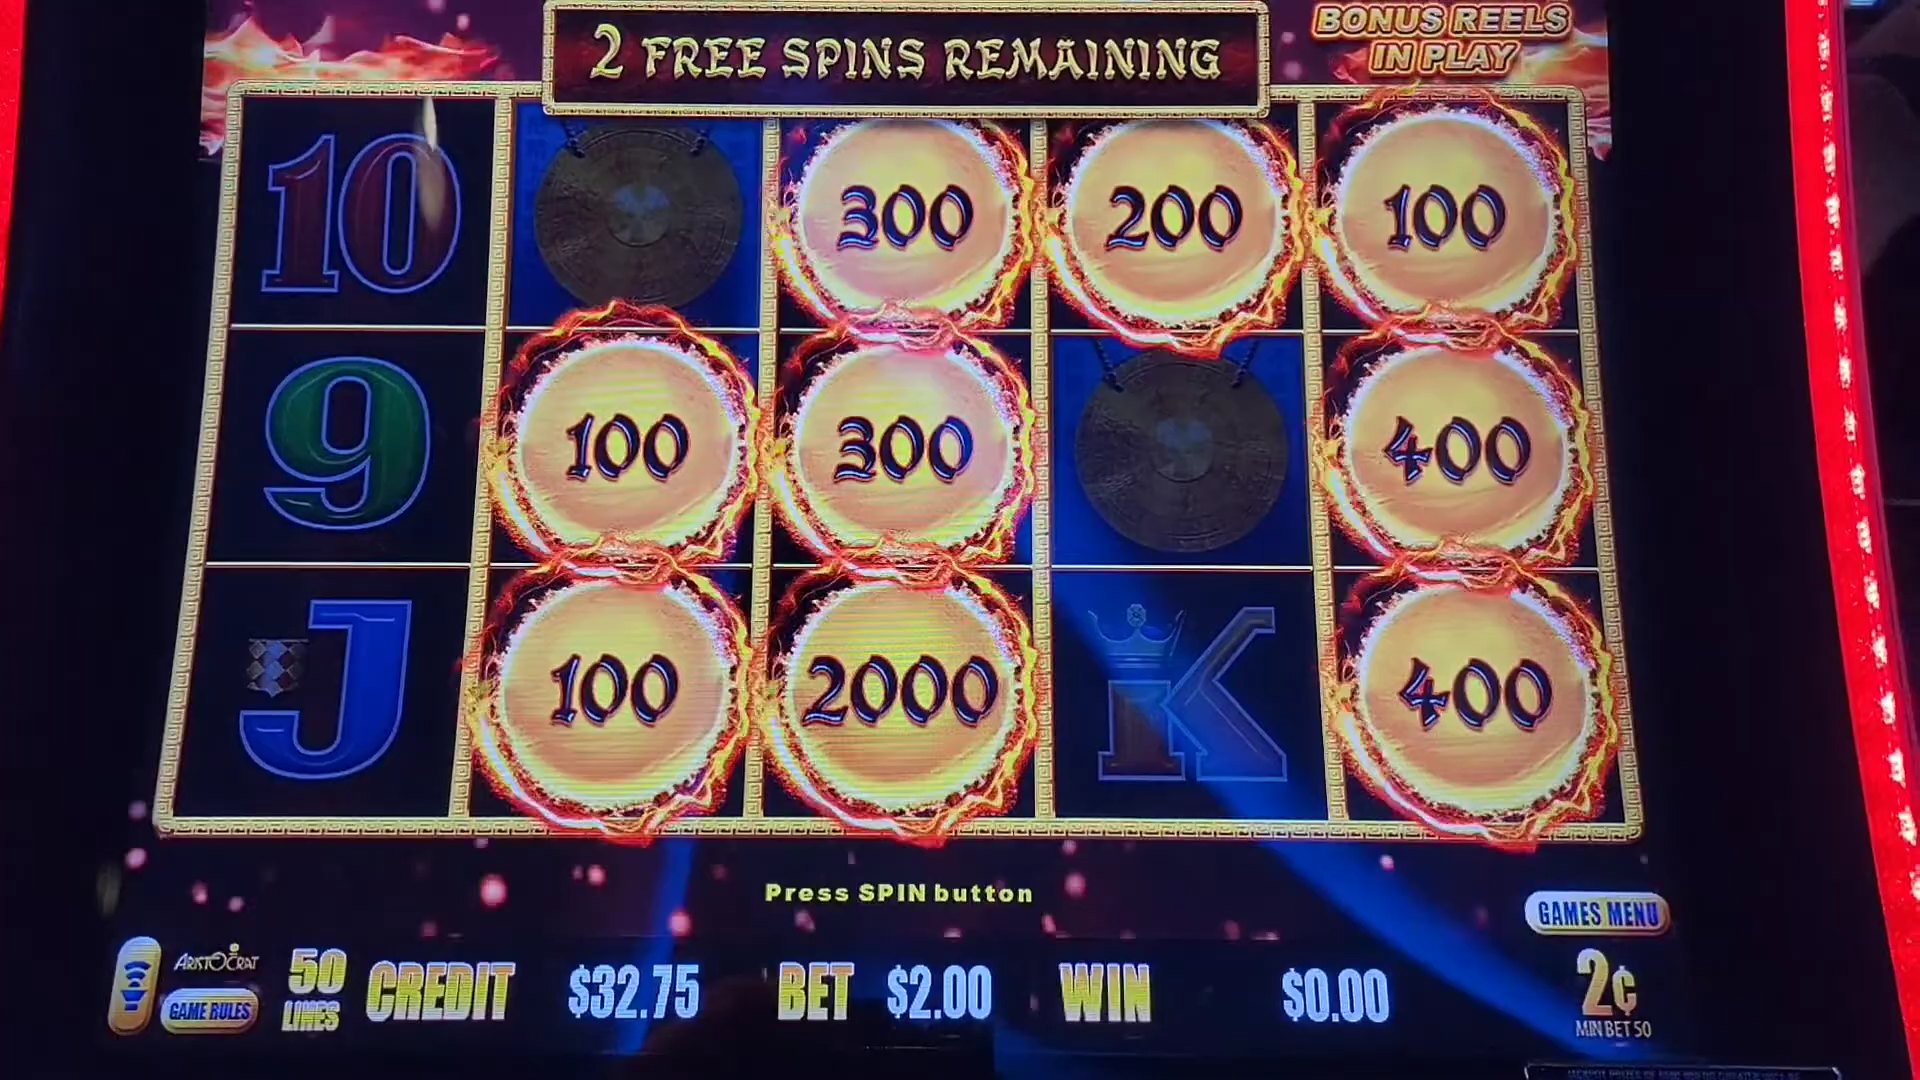 2 FREE SPINS REMAINING
BONUS REELS
IN PLAY
10
300
200
100
9
100
300
400
J
100
2000
K
400
Press SPIN button
GAMES MENU
ARISTOCRAT
GAME RULES
50
LINES
CREDIT $32.75
BET $2.00
WIN $0.00
2¢
MIN BET 50